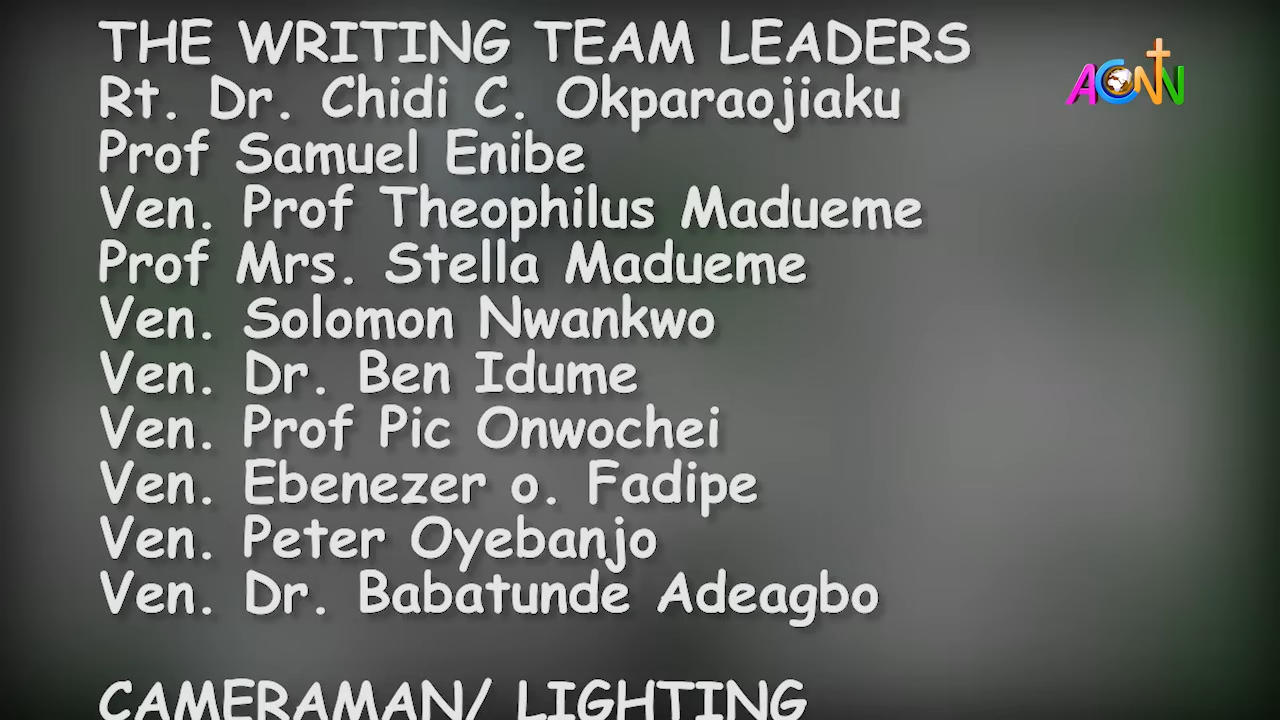 THE WRITING TEAM LEADERS
ACNN
Rt. Dr. Chidi C. Okparaojiaku
Prof Samuel Enibe
Ven. Prof Theophilus Madueme
Prof Mrs. Stella Madueme
Ven. Solomon Nwankwo
Ven. Dr. Ben Idume
Ven. Prof Pic Onwochei
Ven. Ebenezer o. Fadipe
Ven. Peter Oyebanjo
Ven. Dr. Babatunde Adeagbo
CAMERAMAN/ LIGHTING